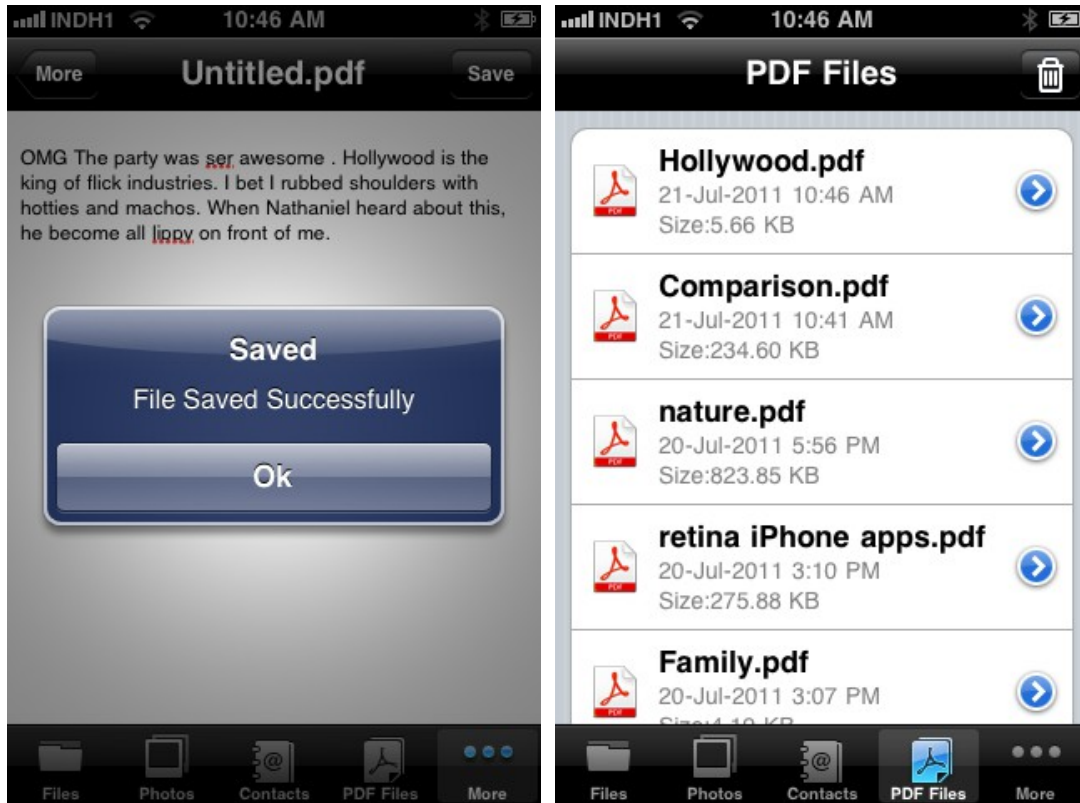 INDH1 10:46 AM
More Untitled.pdf Save
OMG The party was ser awesome . Hollywood is the
king of flick industries. I bet I rubbed shoulders with
hotties and machos. When Nathaniel heard about this,
he become all lippy on front of me.
Saved
File Saved Successfully
Ok
Files Photos Contacts PDF Files More
INDH1 10:46 AM
PDF Files
Hollywood.pdf
21-Jul-2011 10:46 AM
Size:5.66 KB
Comparison.pdf
21-Jul-2011 10:41 AM
Size:234.60 KB
nature.pdf
20-Jul-2011 5:56 PM
Size:823.85 KB
retina iPhone apps.pdf
20-Jul-2011 3:10 PM
Size:275.88 KB
Family.pdf
20-Jul-2011 3:07 PM
Size:4.19 KB
Files Photos Contacts PDF Files More